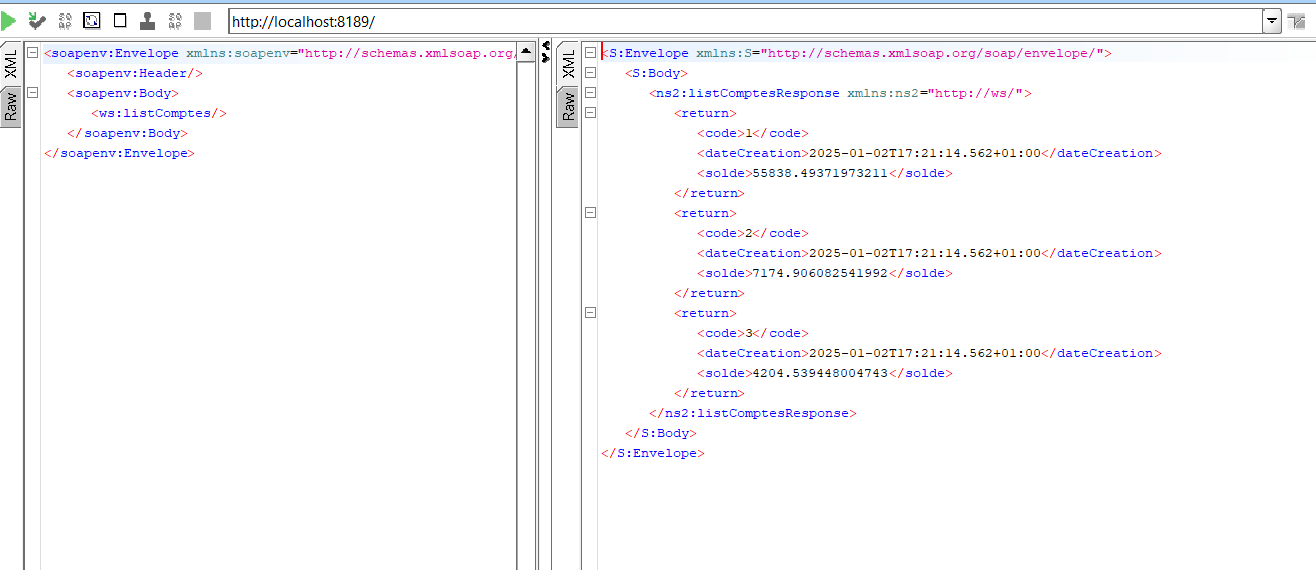 http://localhost:8189/
XML
Raw
<soapenv:Envelope xmlns:soapenv="http://schemas.xmlsoap.org/
<soapenv:Header/>
<soapenv:Body>
<ws:listComptes/>
</soapenv:Body>
</soapenv:Envelope>
XML
Raw
<S:Envelope xmlns:S="http://schemas.xmlsoap.org/soap/envelope/">
<S:Body>
<ns2:listComptesResponse xmlns:ns2="http://ws/">
<return>
<code>1</code>
<dateCreation>2025-01-02T17:21:14.562+01:00</dateCreation>
<solde>55838.49371973211</solde>
</return>
<return>
<code>2</code>
<dateCreation>2025-01-02T17:21:14.562+01:00</dateCreation>
<solde>7174.906082541992</solde>
</return>
<return>
<code>3</code>
<dateCreation>2025-01-02T17:21:14.562+01:00</dateCreation>
<solde>4204.539448004743</solde>
</return>
</ns2:listComptesResponse>
</S:Body>
</S:Envelope>